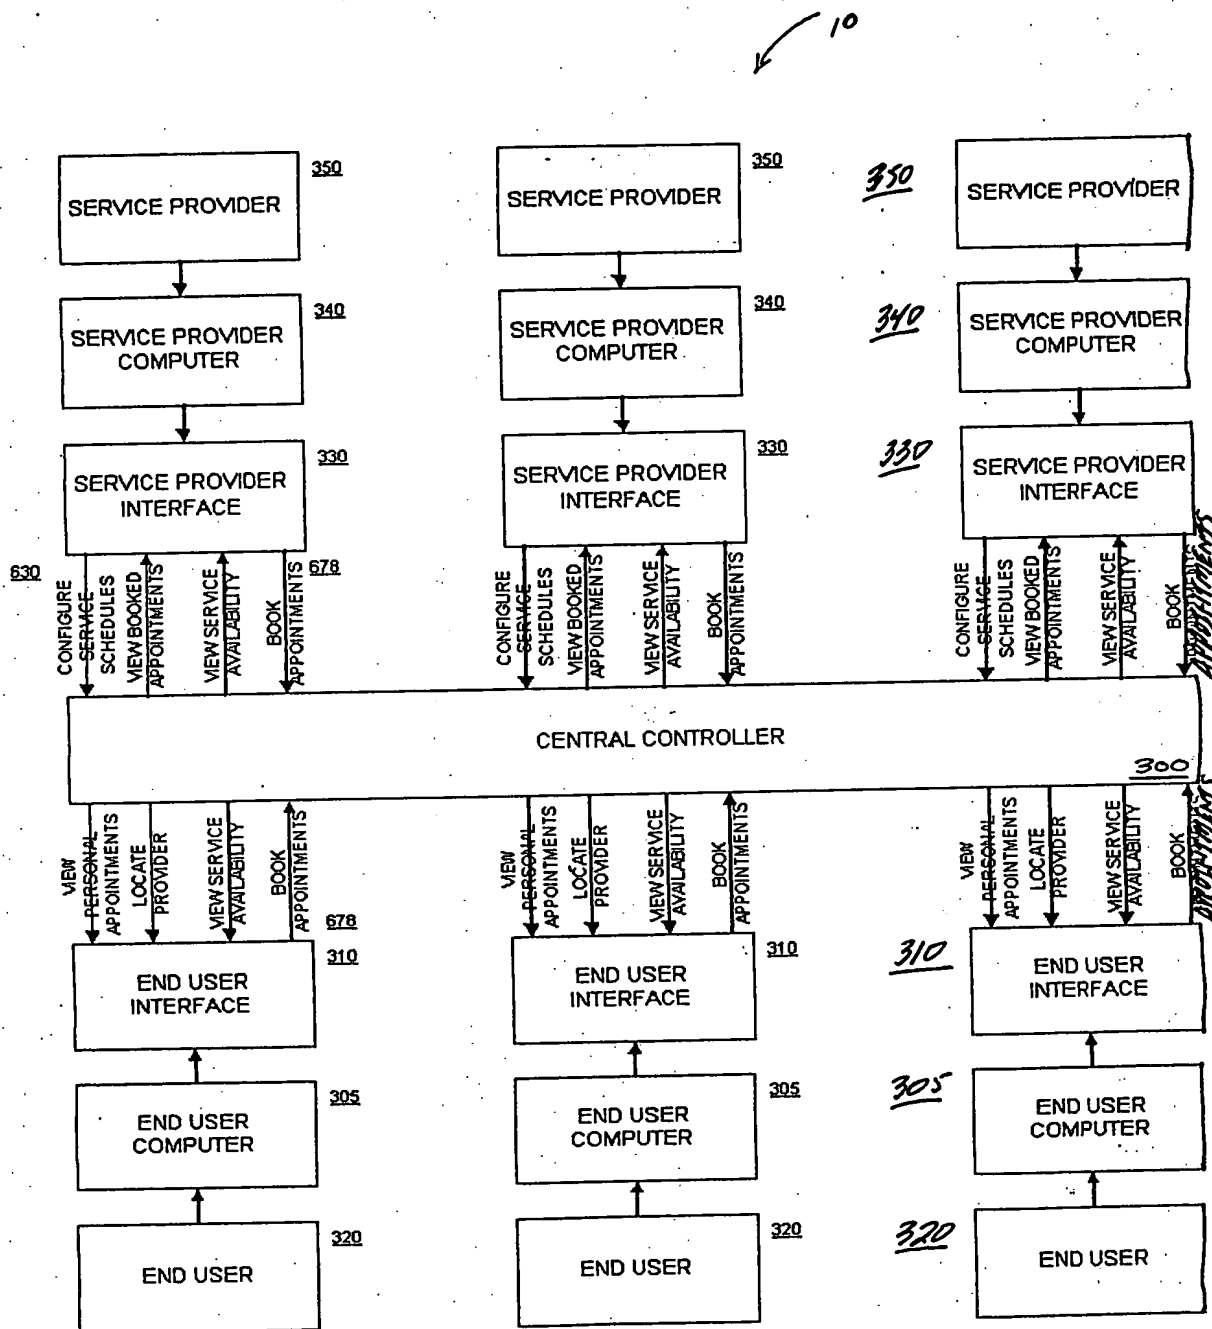 10
350
350
350
SERVICE PROVIDER
SERVICE PROVIDER
SERVICE PROVIDER
340
340
340
SERVICE PROVIDER
COMPUTER
SERVICE PROVIDER
COMPUTER
SERVICE PROVIDER
COMPUTER
330
330
330
SERVICE PROVIDER
INTERFACE
SERVICE PROVIDER
INTERFACE
SERVICE PROVIDER
INTERFACE
630
CONFIGURE
SERVICE
SCHEDULES
VIEW BOOKED
APPOINTMENTS
VIEW SERVICE
AVAILABILITY
BOOK
APPOINTMENTS
678
CONFIGURE
SERVICE
SCHEDULES
VIEW BOOKED
APPOINTMENTS
VIEW SERVICE
AVAILABILITY
BOOK
APPOINTMENTS
CONFIGURE
SERVICE
SCHEDULES
VIEW BOOKED
APPOINTMENTS
VIEW SERVICE
AVAILABILITY
BOOK
APPOINTMENTS
CENTRAL CONTROLLER
300
VIEW
PERSONAL
APPOINTMENTS
LOCATE
PROVIDER
VIEW SERVICE
AVAILABILITY
BOOK
APPOINTMENTS
678
VIEW
PERSONAL
APPOINTMENTS
LOCATE
PROVIDER
VIEW SERVICE
AVAILABILITY
BOOK
APPOINTMENTS
VIEW
PERSONAL
APPOINTMENTS
LOCATE
PROVIDER
VIEW SERVICE
AVAILABILITY
BOOK
APPOINTMENTS
310
310
310
END USER
INTERFACE
END USER
INTERFACE
END USER
INTERFACE
305
305
305
END USER
COMPUTER
END USER
COMPUTER
END USER
COMPUTER
320
320
320
END USER
END USER
END USER